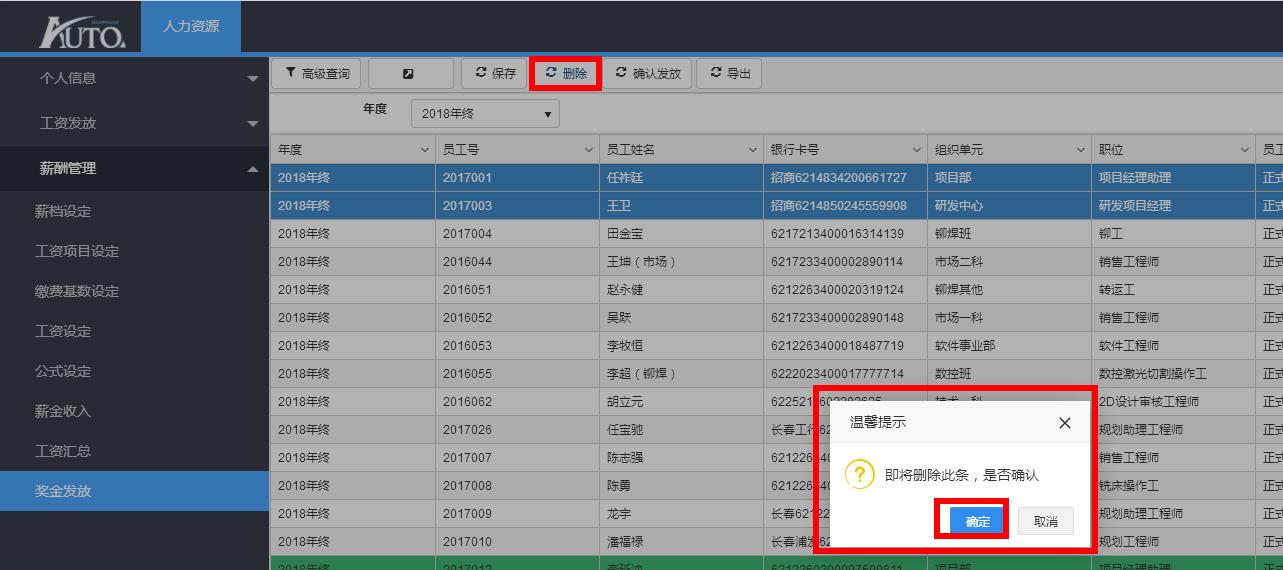 AUTO. 人力资源
个人信息
工资发放
薪酬管理
薪档设定
工资项目设定
缴费基数设定
工资设定
公式设定
薪金收入
工资汇总
奖金发放
高级查询 保存 删除 确认发放 导出
年度 2018年终
年度 员工号 员工姓名 银行卡号 组织单元 职位 员工
2018年终 2017001 任祚廷 招商6214834200661727 项目部 项目经理助理 正式
2018年终 2017003 王卫 招商6214850245559908 研发中心 研发项目经理 正式
2018年终 2017004 田金宝 6217213400016314139 铆焊班 铆工 正式
2018年终 2016044 王坤（市场） 6217233400002890114 市场二科 销售工程师 正式
2018年终 2016051 赵永健 6212263400020319124 铆焊其他 转运工 正式
2018年终 2016052 吴跃 6217233400002890148 市场一科 销售工程师 正式
2018年终 2016053 李牧恒 6212263400018487719 软件事业部 软件工程师 正式
2018年终 2016055 李超（铆焊） 6222023400017777714 数控班 数控激光切割操作工 正式
2018年终 2016062 胡立元 2D设计审核工程师 正式
2018年终 2017026 任宝驰 长春工行62 规划助理工程师 正式
2018年终 2017007 陈志强 621226340 销售工程师 正式
2018年终 2017008 陈勇 621226340 铣床操作工 正式
2018年终 2017009 龙宇 长春62122 规划助理工程师 正式
2018年终 2017010 潘福禄 长春浦发62 规划助理工程师 正式
温馨提示
即将删除此条，是否确认
确定 取消